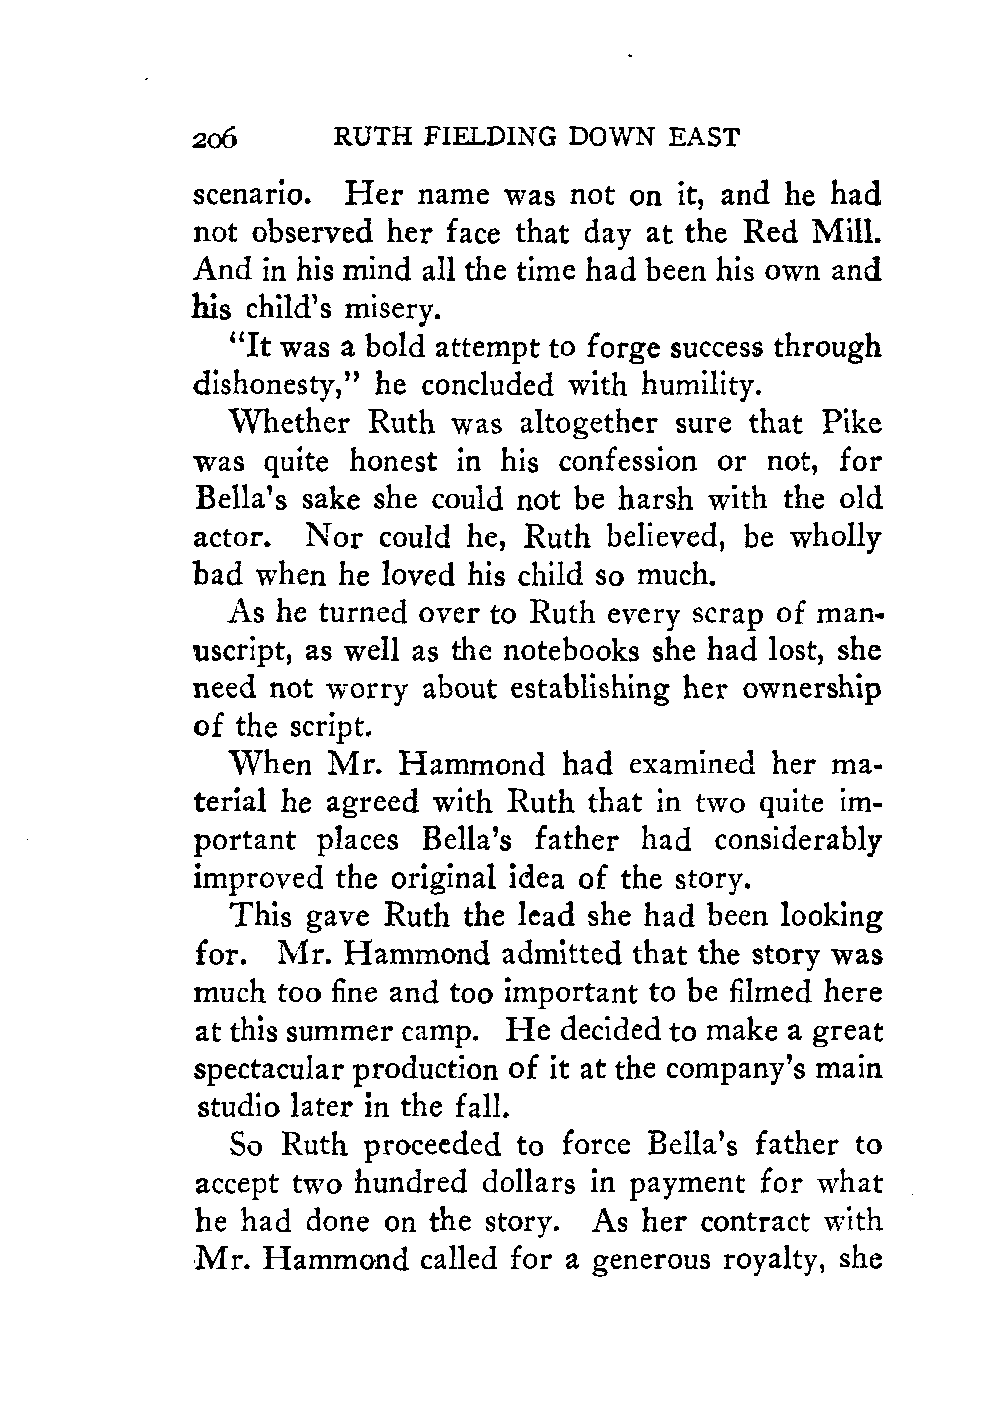 206 RUTH FIELDING DOWN EAST
scenario. Her name was not on it, and he had
not observed her face that day at the Red Mill.
And in his mind all the time had been his own and
his child's misery.
"It was a bold attempt to forge success through
dishonesty," he concluded with humility.
Whether Ruth was altogether sure that Pike
was quite honest in his confession or not, for
Bella's sake she could not be harsh with the old
actor. Nor could he, Ruth believed, be wholly
bad when he loved his child so much.
As he turned over to Ruth every scrap of man-
uscript, as well as the notebooks she had lost, she
need not worry about establishing her ownership
of the script.
When Mr. Hammond had examined her ma-
terial he agreed with Ruth that in two quite im-
portant places Bella's father had considerably
improved the original idea of the story.
This gave Ruth the lead she had been looking
for. Mr. Hammond admitted that the story was
much too fine and too important to be filmed here
at this summer camp. He decided to make a great
spectacular production of it at the company's main
studio later in the fall.
So Ruth proceeded to force Bella's father to
accept two hundred dollars in payment for what
he had done on the story. As her contract with
Mr. Hammond called for a generous royalty, she